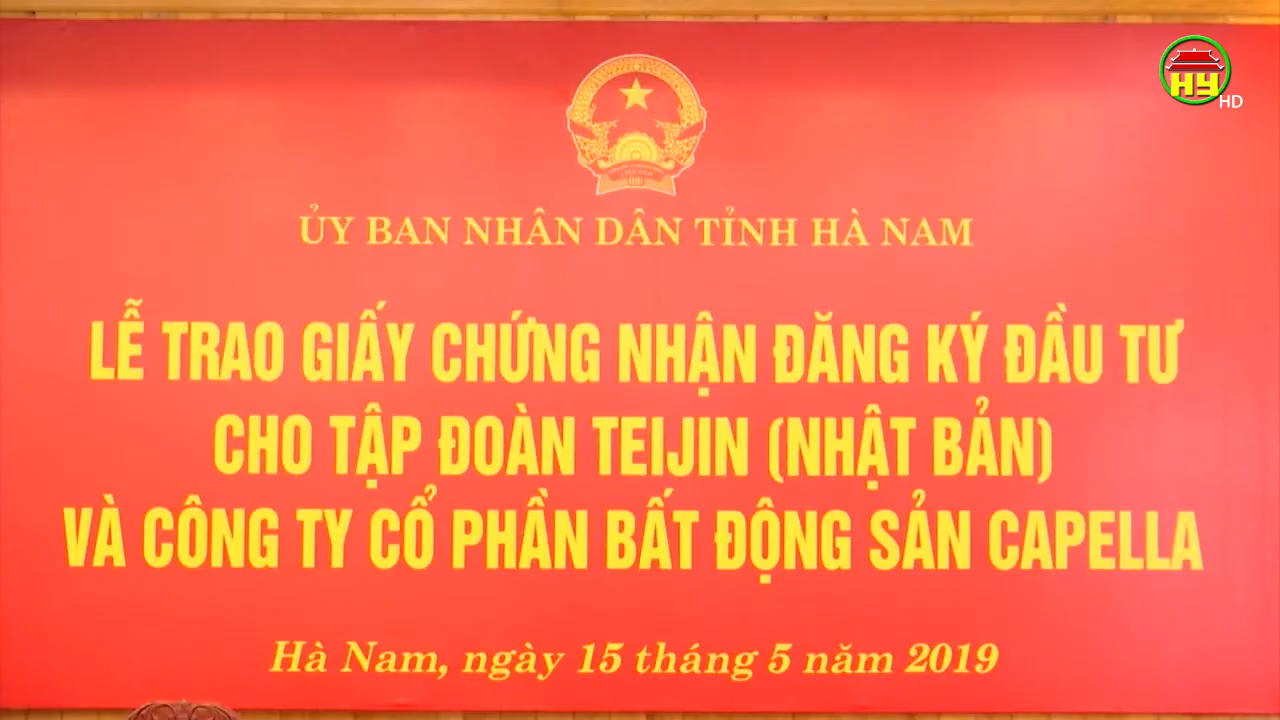 HY HD
ỦY BAN NHÂN DÂN TỈNH HÀ NAM
LỄ TRAO GIẤY CHỨNG NHẬN ĐĂNG KÝ ĐẦU TƯ
CHO TẬP ĐOÀN TEIJIN (NHẬT BẢN)
VÀ CÔNG TY CỔ PHẦN BẤT ĐỘNG SẢN CAPELLA
Hà Nam, ngày 15 tháng 5 năm 2019